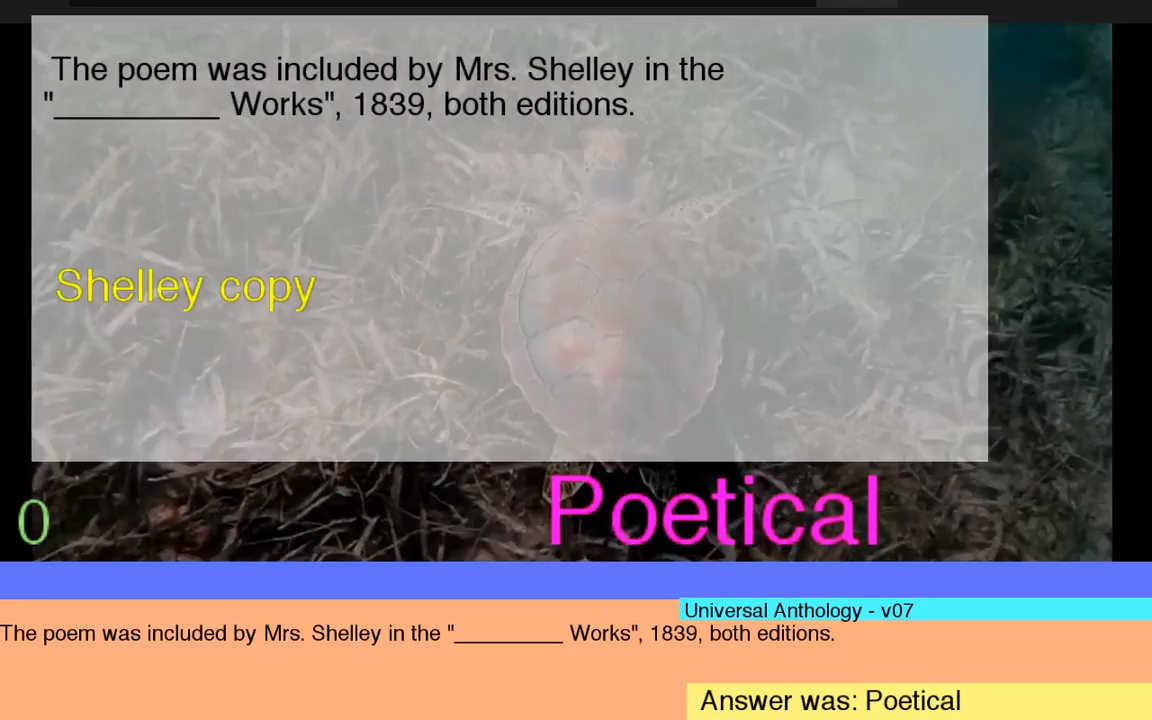 The poem was included by Mrs. Shelley in the
"__________ Works", 1839, both editions.
Shelley copy
0
Poetical
Universal Anthology - v07
The poem was included by Mrs. Shelley in the "__________ Works", 1839, both editions.
Answer was: Poetical